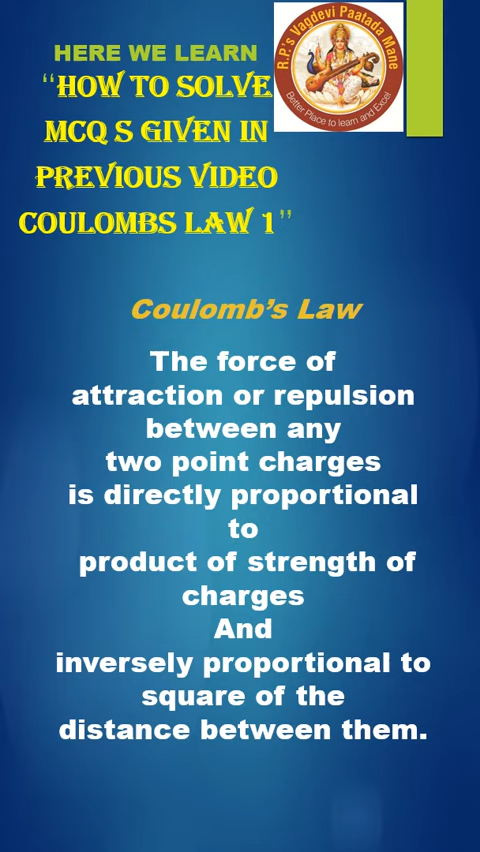 HERE WE LEARN
“HOW TO SOLVE
MCQ S GIVEN IN
PREVIOUS VIDEO
COULOMBS LAW 1”
R.P.'s Vagdevi Paatada Mane
Better Place to learn and Excel
Coulomb’s Law
The force of
attraction or repulsion
between any
two point charges
is directly proportional
to
product of strength of
charges
And
inversely proportional to
square of the
distance between them.